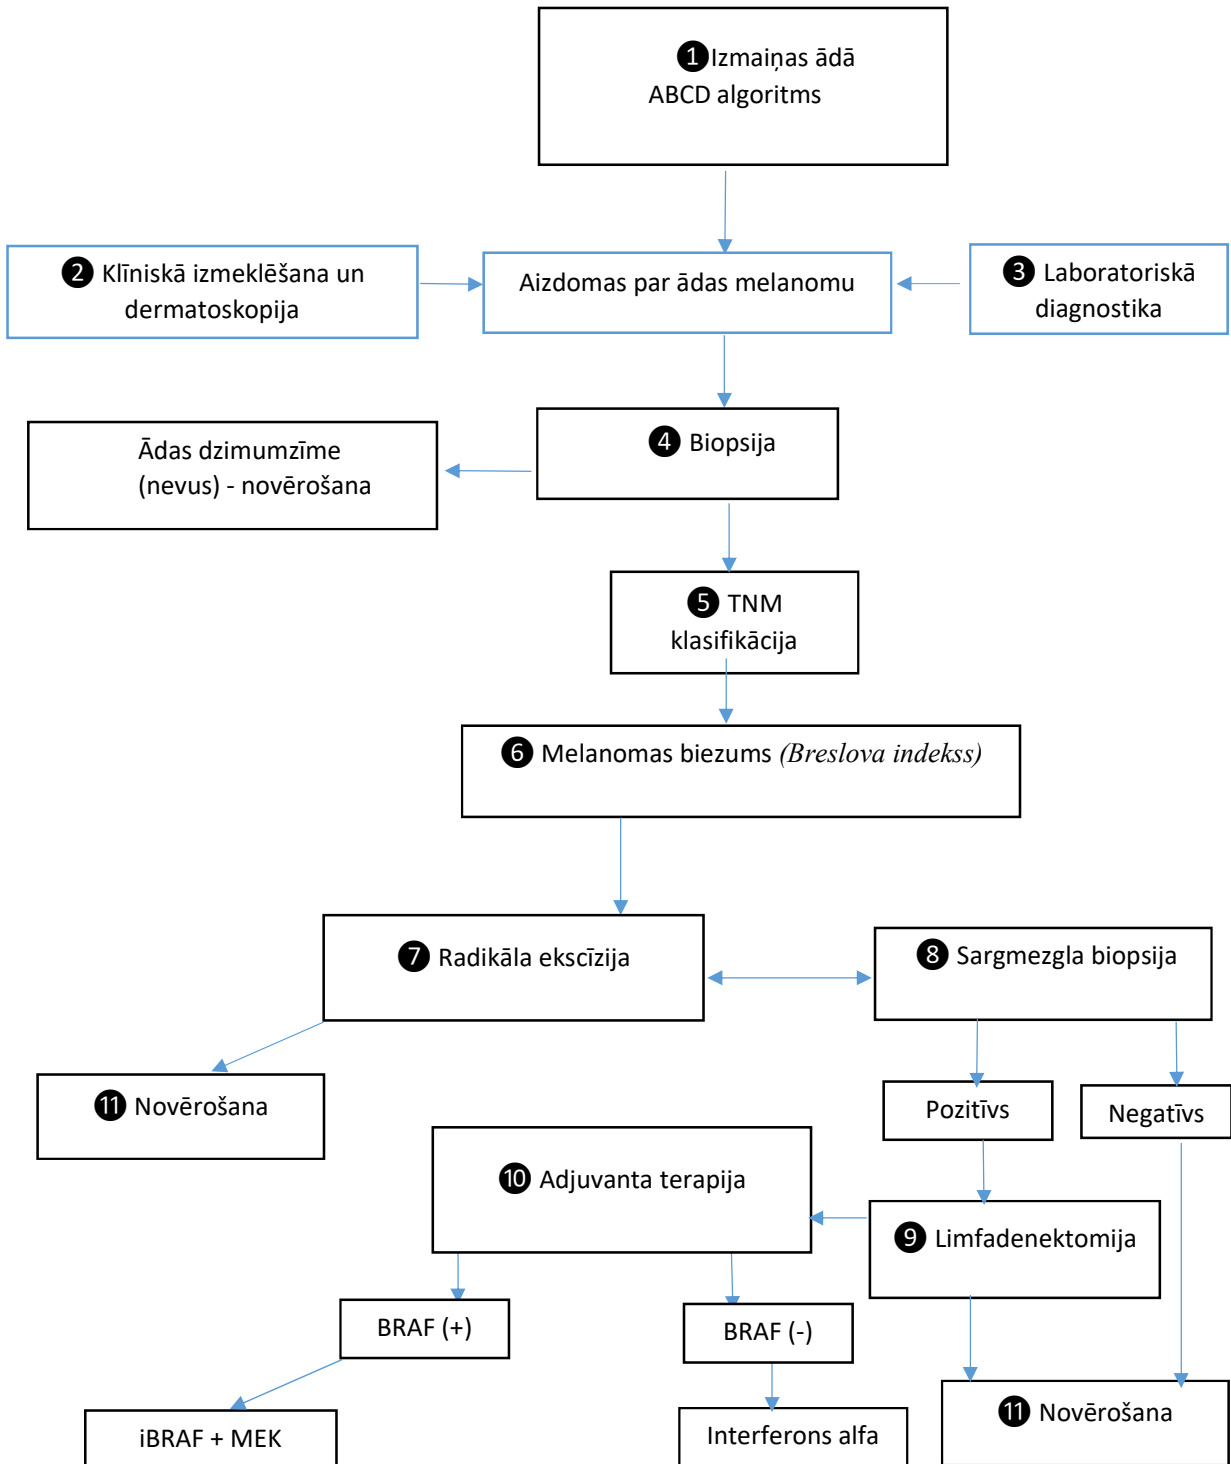 ❶Izmaiņas ādā
ABCD algoritms
❷ Klīniskā izmeklēšana un
dermatoskopija
Aizdomas par ādas melanomu
❸ Laboratoriskā
diagnostika
❹ Biopsija
Ādas dzimumzīme
(nevus) - novērošana
❺ TNM
klasifikācija
❻ Melanomas biezums (Breslova indekss)
❼ Radikāla ekscīzija
❽ Sargmezgla biopsija
⓫ Novērošana
Pozitīvs
Negatīvs
❿ Adjuvanta terapija
❾ Limfadenektomija
BRAF (+)
BRAF (-)
iBRAF + MEK
Interferons alfa
⓫ Novērošana